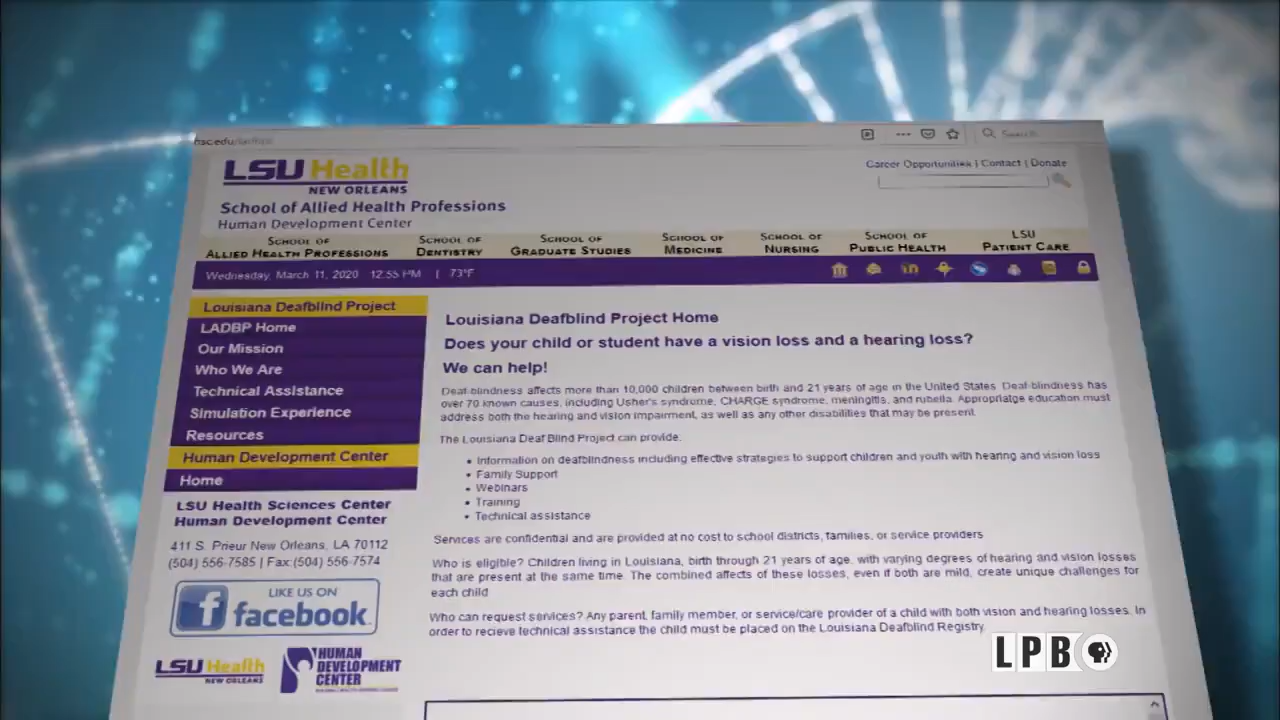 hsc.edu/
Search
LSU Health
NEW ORLEANS
School of Allied Health Professions
Human Development Center
Career Opportunities | Contact | Donate
SCHOOL OF ALLIED HEALTH PROFESSIONS
SCHOOL OF DENTISTRY
SCHOOL OF GRADUATE STUDIES
SCHOOL OF MEDICINE
SCHOOL OF NURSING
SCHOOL OF PUBLIC HEALTH
LSU PATIENT CARE
Wednesday, March 11, 2020 12:55 PM | 73°F
Louisiana Deafblind Project
LADBP Home
Our Mission
Who We Are
Technical Assistance
Simulation Experience
Resources
Human Development Center
Home
LSU Health Sciences Center
Human Development Center
411 S. Prieur New Orleans, LA 70112
(504) 556-7585 | Fax:(504) 556-7574
LIKE US ON
facebook
LSU Health
NEW ORLEANS
HUMAN
DEVELOPMENT
CENTER
Louisiana Deafblind Project Home
Does your child or student have a vision loss and a hearing loss?
We can help!
Deaf-blindness affects more than 10,000 children between birth and 21 years of age in the United States. Deaf-blindness has
over 70 known causes, including Usher's syndrome, CHARGE syndrome, meningitis, and rubella. Appropriatge education must
address both the hearing and vision impairment, as well as any other disabilities that may be present.
The Louisiana Deaf Blind Project can provide:
• Information on deafblindness including effective strategies to support children and youth with hearing and vision loss
• Family Support
• Webinars
• Training
• Technical assistance
Services are confidential and are provided at no cost to school districts, families, or service providers
Who is eligible? Children living in Louisiana, birth through 21 years of age, with varying degrees of hearing and vision losses
that are present at the same time. The combined affects of these losses, even if both are mild, create unique challenges for
each child
Who can request services? Any parent, family member, or service/care provider of a child with both vision and hearing losses. In
order to recieve technical assistance the child must be placed on the Louisiana Deafblind Registry.
LPB